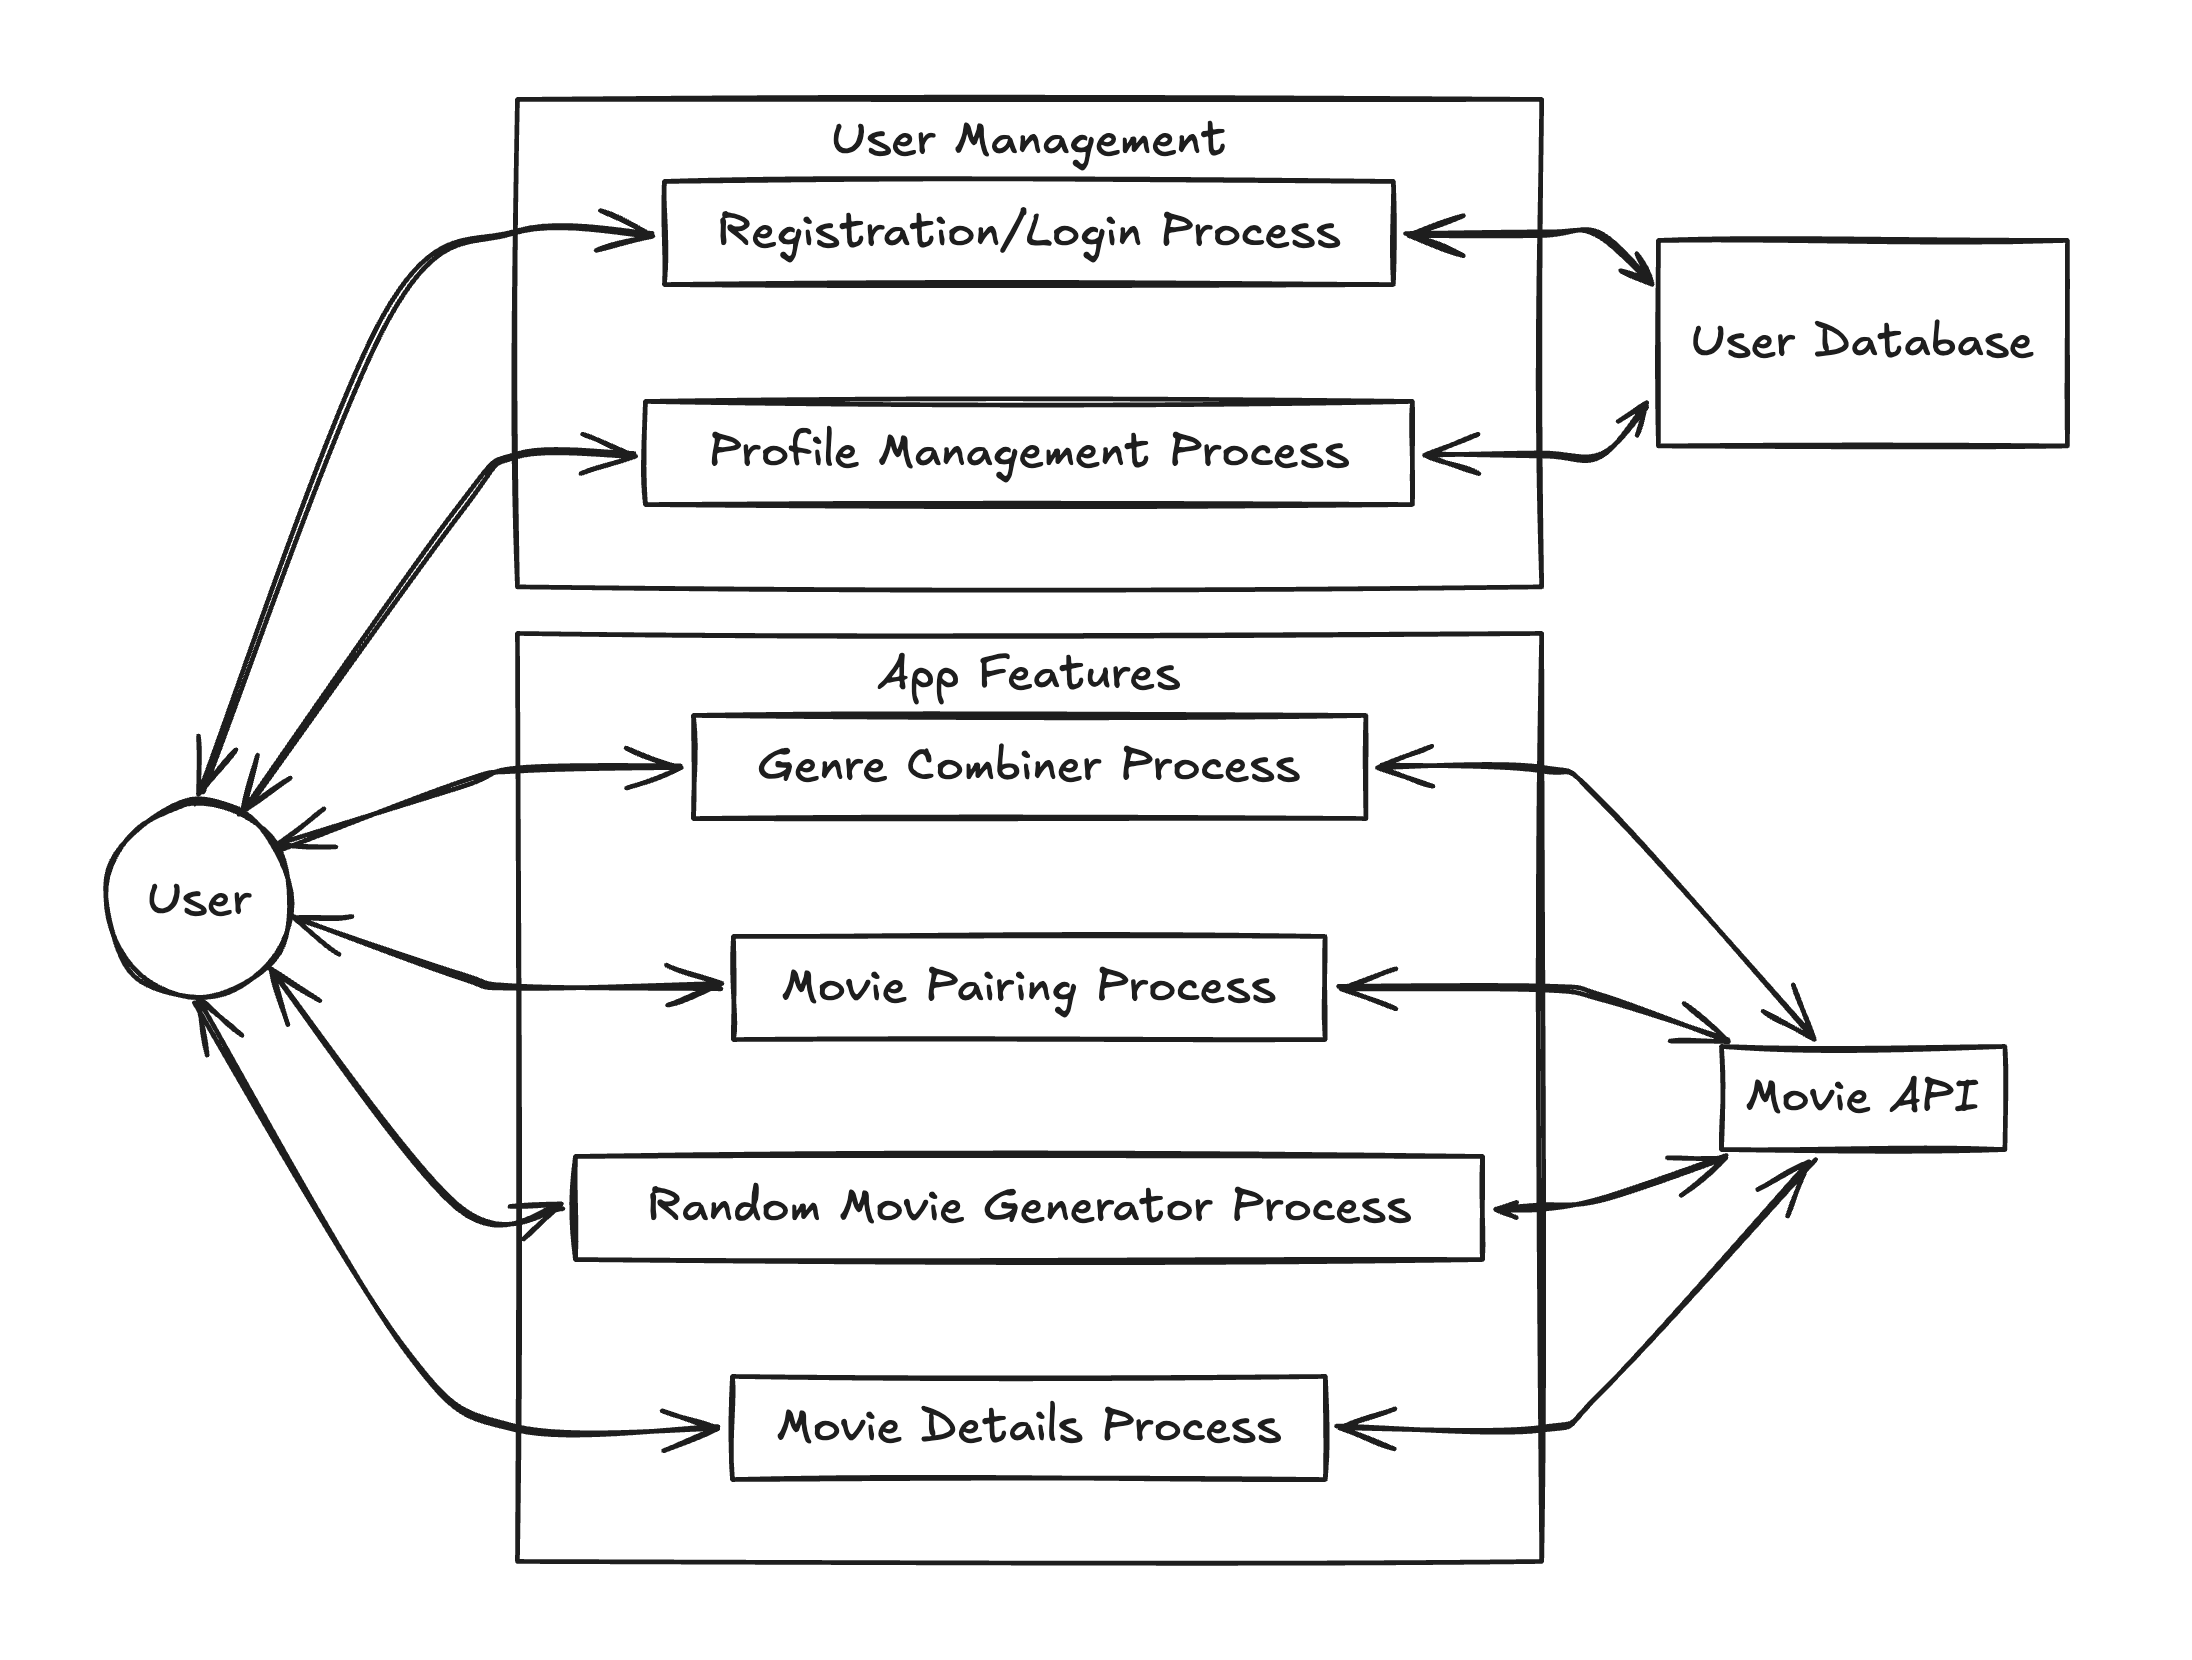 User Management
Registration/Login Process
Profile Management Process
User Database
App Features
Genre Combiner Process
User
Movie Pairing Process
Movie API
Random Movie Generator Process
Movie Details Process